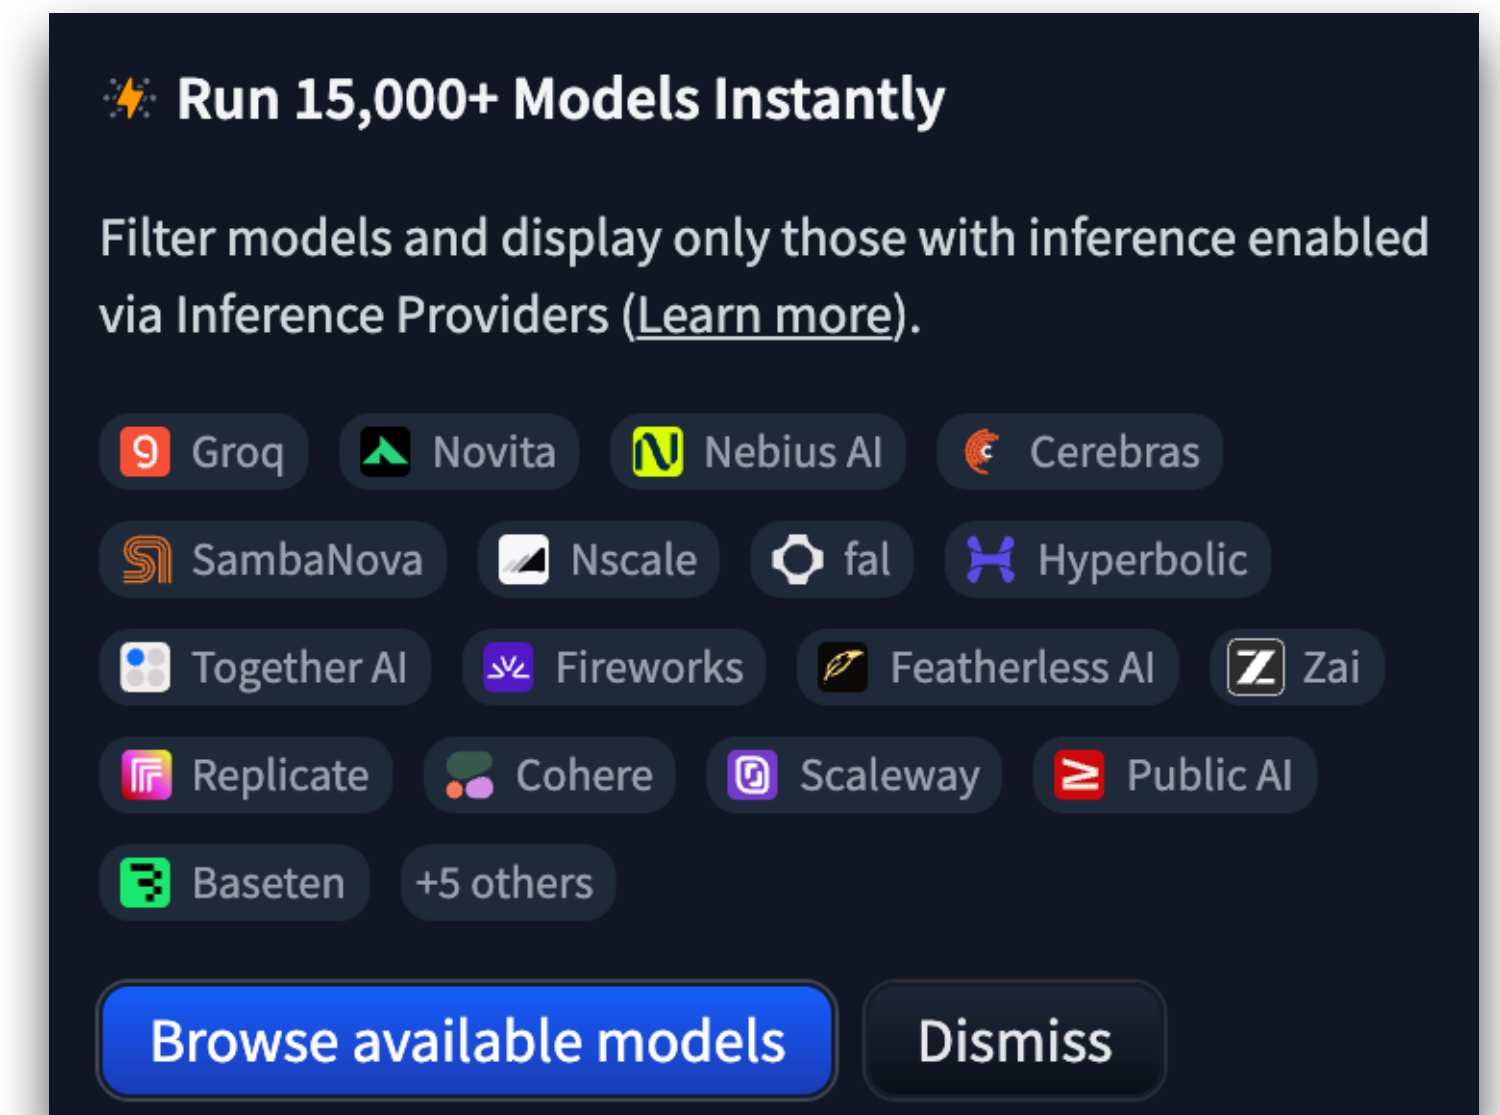 Run 15,000+ Models Instantly
Filter models and display only those with inference enabled
via Inference Providers (Learn more).
Groq Novita Nebius AI Cerebras
SambaNova Nscale fal Hyperbolic
Together AI Fireworks Featherless AI Zai
Replicate Cohere Scaleway Public AI
Baseten +5 others
Browse available models Dismiss